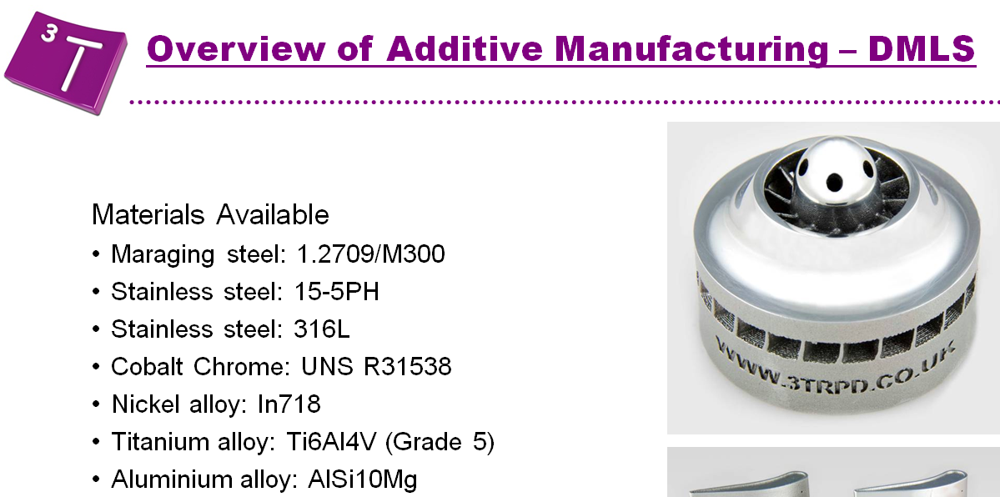 3T
Overview of Additive Manufacturing – DMLS
Materials Available
• Maraging steel: 1.2709/M300
• Stainless steel: 15-5PH
• Stainless steel: 316L
• Cobalt Chrome: UNS R31538
• Nickel alloy: In718
• Titanium alloy: Ti6Al4V (Grade 5)
• Aluminium alloy: AlSi10Mg
WWW.3TRPD.CO.UK